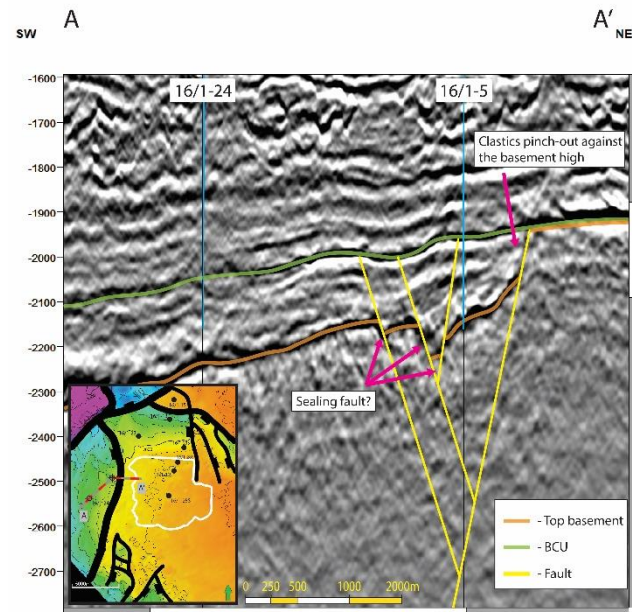 A
A'
SW
NE
-1600
16/1-24
16/1-5
-1700
Clastics pinch-out against
the basement high
-1800
-1900
-2000
-2100
-2200
-2300
Sealing fault?
-2400
-2500
-2600
-2700
A
A'
- Top basement
- BCU
- Fault
0 250 500 1000 2000m